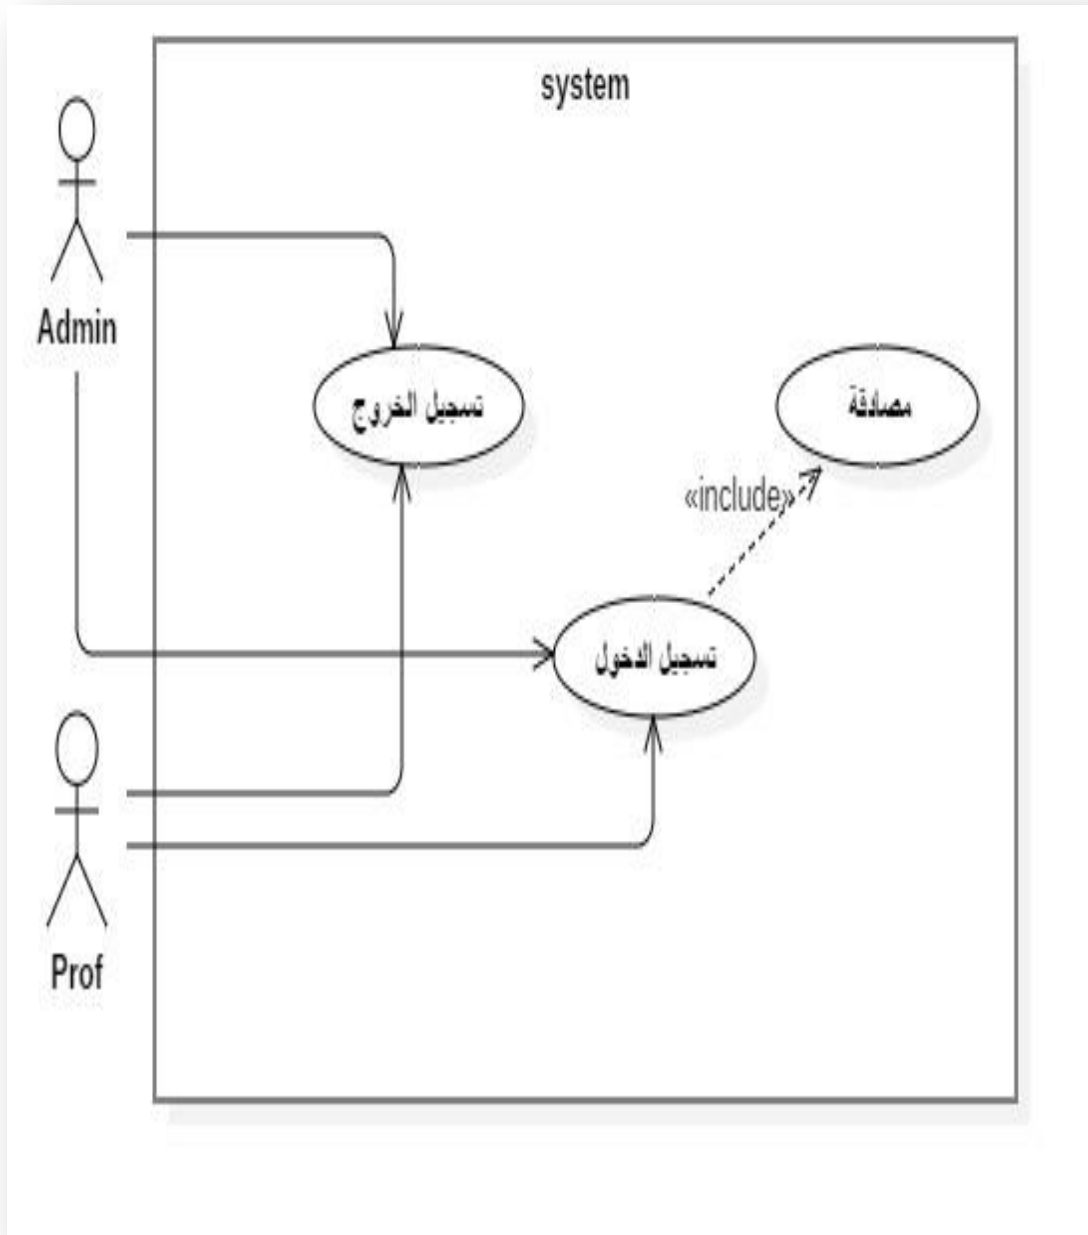 system
Admin
تسجيل الخروج
مصادقة
«include»
تسجيل الدخول
Prof